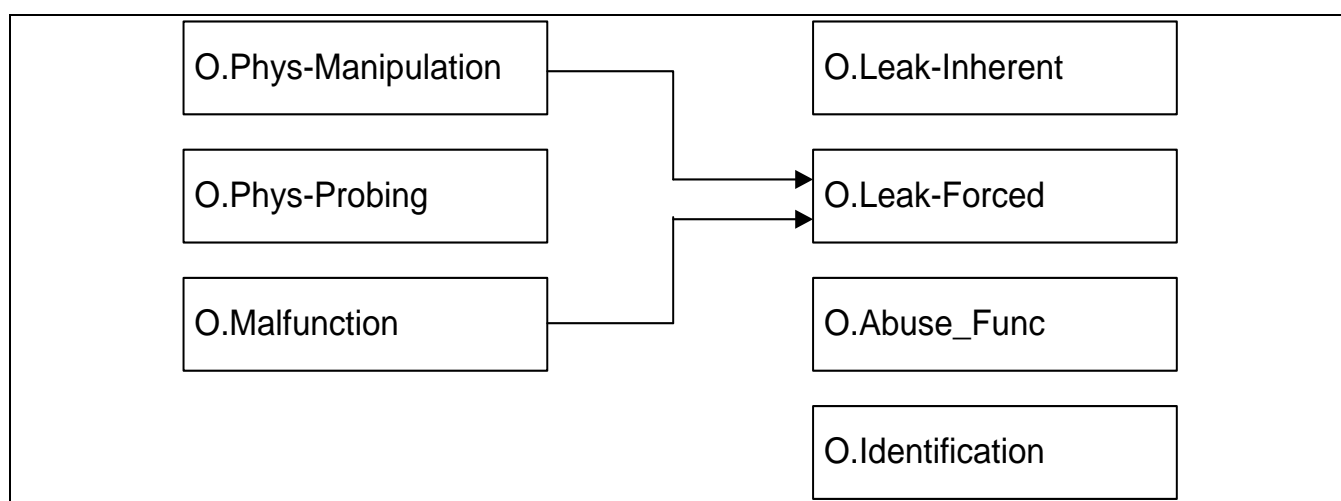 O.Phys-Manipulation
O.Leak-Inherent
O.Phys-Probing
O.Leak-Forced
O.Malfunction
O.Abuse_Func
O.Identification